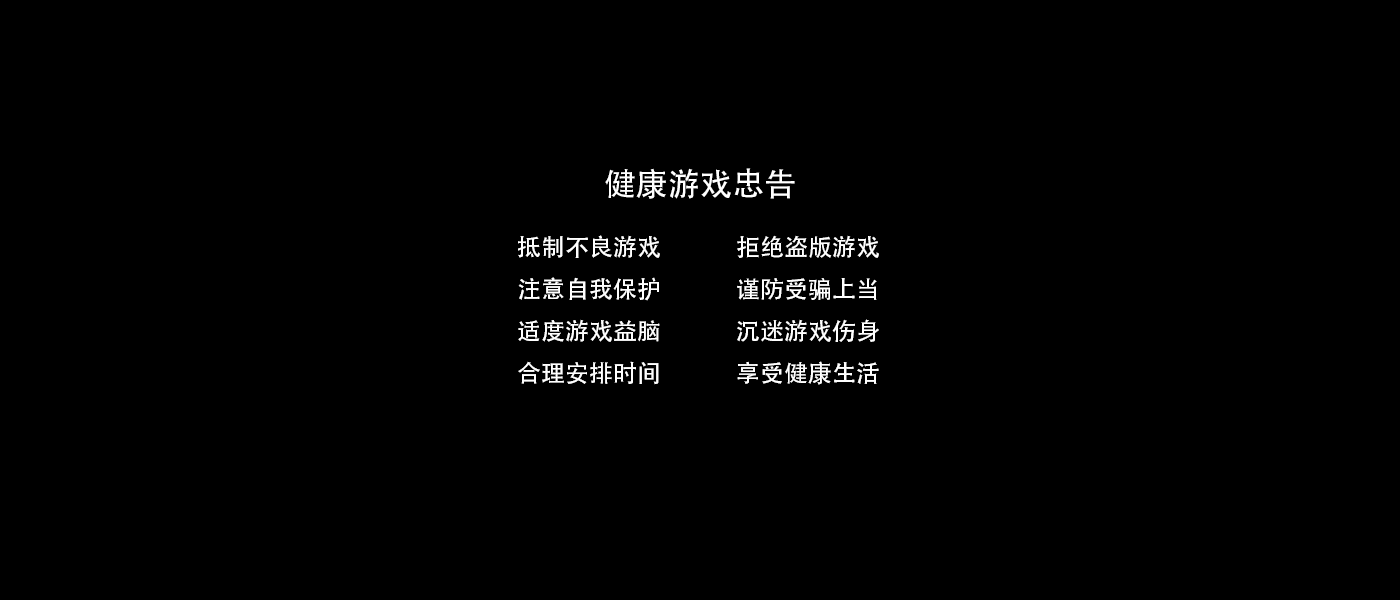 健康游戏忠告
抵制不良游戏 拒绝盗版游戏
注意自我保护 谨防受骗上当
适度游戏益脑 沉迷游戏伤身
合理安排时间 享受健康生活